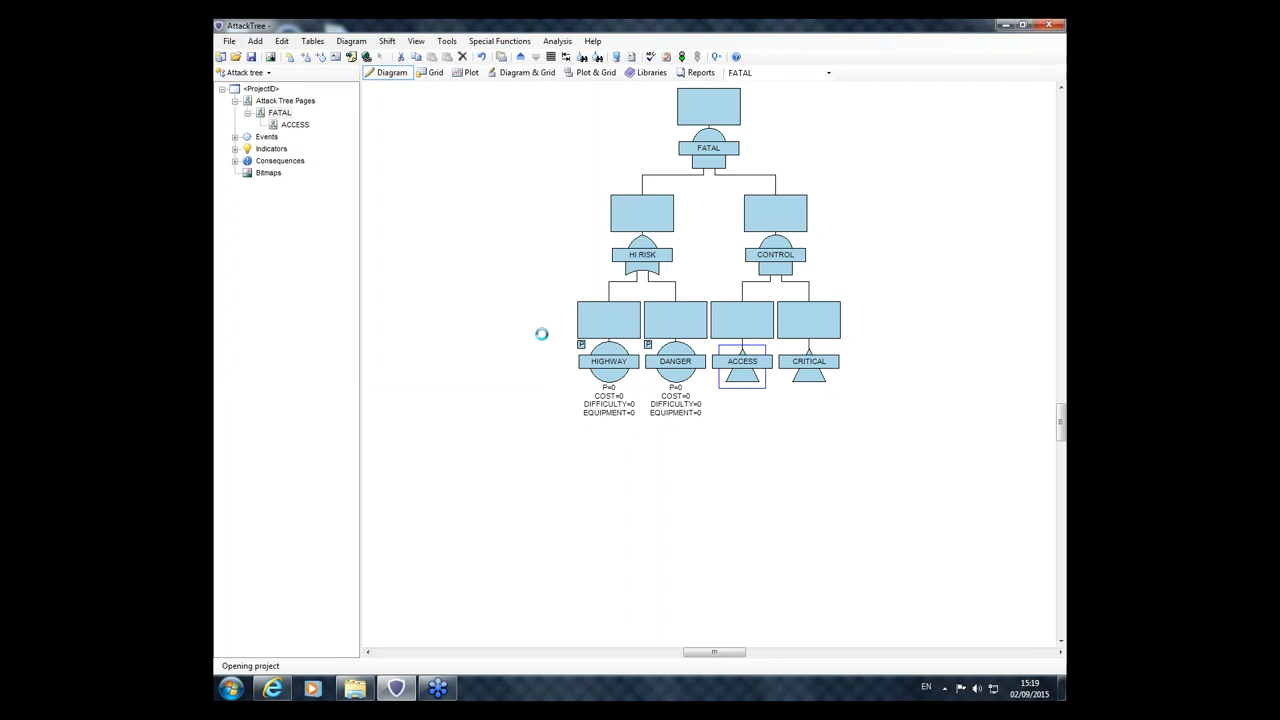 AttackTree -
File Add Edit Tables Diagram Shift View Tools Special Functions Analysis Help
Attack tree Diagram Grid Plot Diagram & Grid Plot & Grid Libraries Reports FATAL
<ProjectID>
Attack Tree Pages
FATAL
ACCESS
Events
Indicators
Consequences
Bitmaps
FATAL
HI RISK CONTROL
P P
HIGHWAY DANGER ACCESS CRITICAL
P=0 P=0
COST=0 COST=0
DIFFICULTY=0 DIFFICULTY=0
EQUIPMENT=0 EQUIPMENT=0
Opening project
EN 15:19
02/09/2015